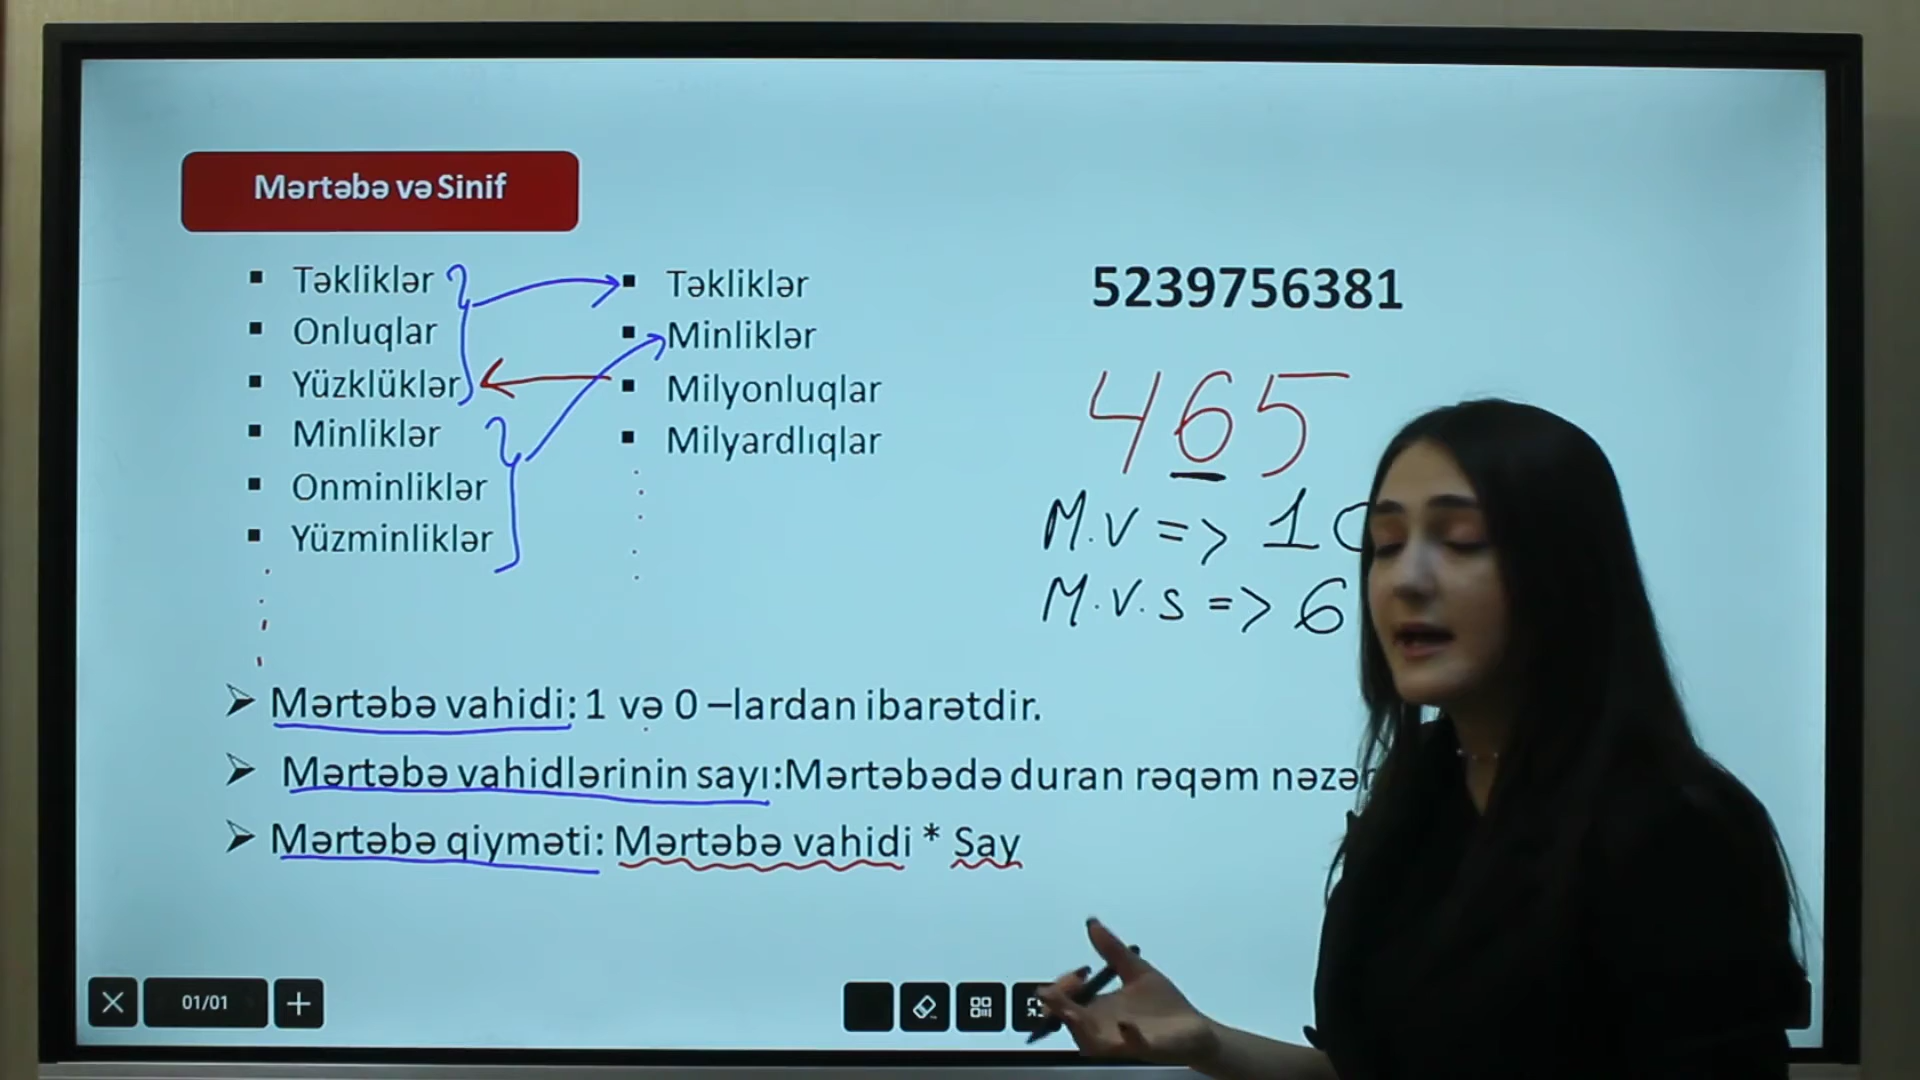 Mərtəbə və Sinif
Təkliklər
Onluqlar
Yüzklüklər
Minliklər
Onminliklər
Yüzminliklər
Təkliklər
Minliklər
Milyonluqlar
Milyardlıqlar
5239756381
465
M.V => 10
M.V.S => 6
Mərtəbə vahidi: 1 və 0 –lardan ibarətdir.
Mərtəbə vahidlərinin sayı:Mərtəbədə duran rəqəm
Mərtəbə qiyməti: Mərtəbə vahidi * Say
01/01